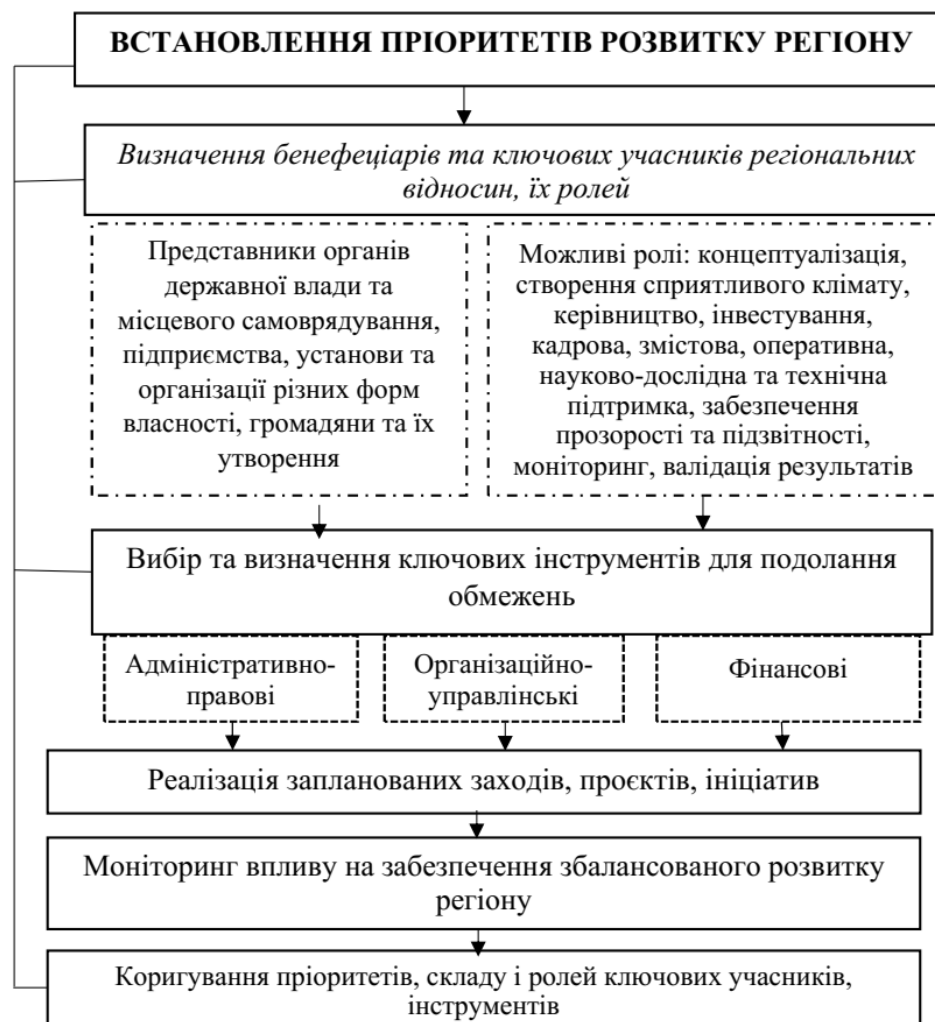 ВСТАНОВЛЕННЯ ПРІОРИТЕТІВ РОЗВИТКУ РЕГІОНУ
Визначення бенефеціарів та ключових учасників регіональних
відносин, їх ролей
Представники органів
державної влади та
місцевого самоврядування,
підприємства, установи та
організації різних форм
власності, громадяни та їх
утворення
Можливі ролі: концептуалізація,
створення сприятливого клімату,
керівництво, інвестування,
кадрова, змістова, оперативна,
науково-дослідна та технічна
підтримка, забезпечення
прозорості та підзвітності,
моніторинг, валідація результатів
Вибір та визначення ключових інструментів для подолання
обмежень
Адміністративно-
правові
Організаційно-
управлінські
Фінансові
Реалізація запланованих заходів, проєктів, ініціатив
Моніторинг впливу на забезпечення збалансованого розвитку
регіону
Коригування пріоритетів, складу і ролей ключових учасників,
інструментів